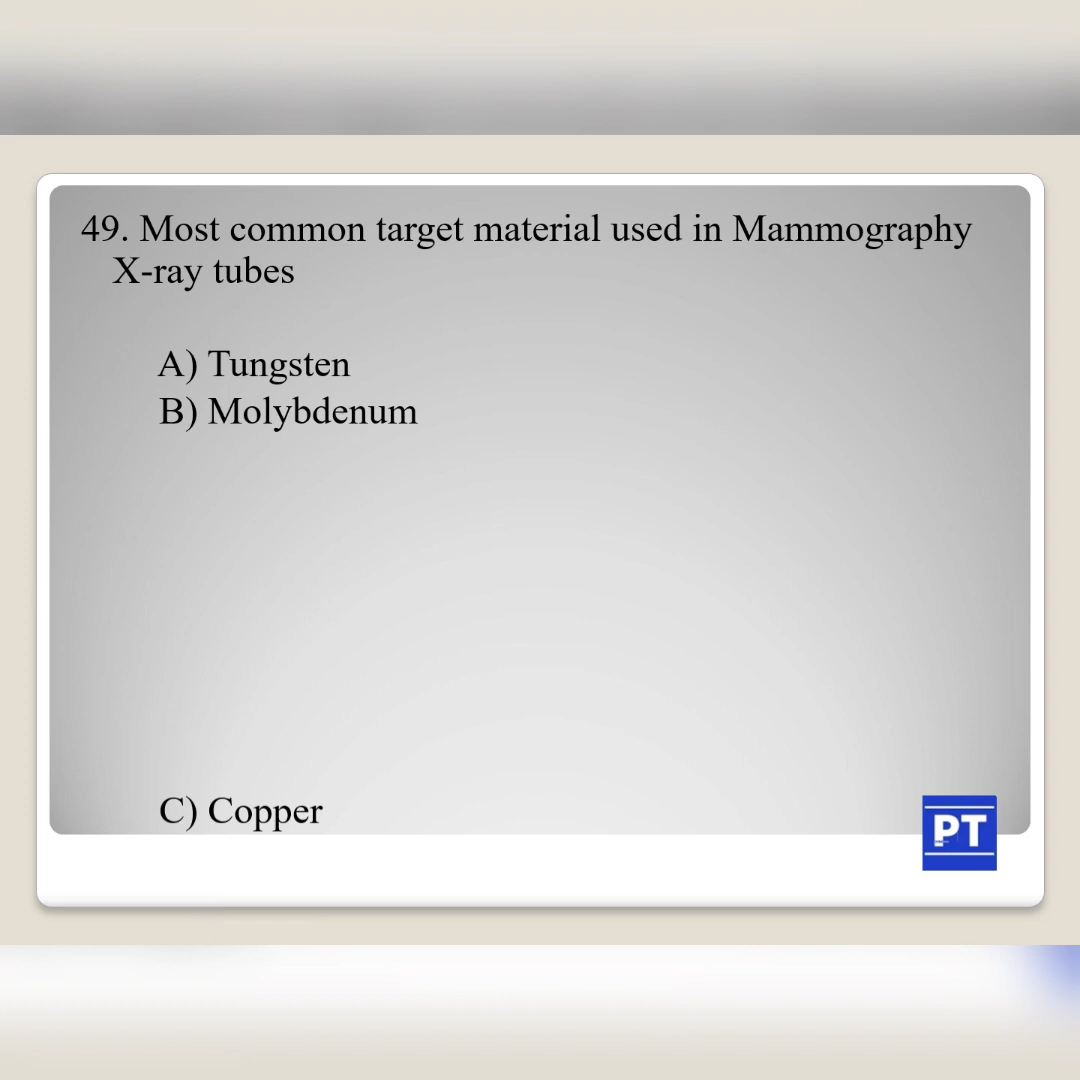 49. Most common target material used in Mammography
X-ray tubes
A) Tungsten
B) Molybdenum
C) Copper
PT